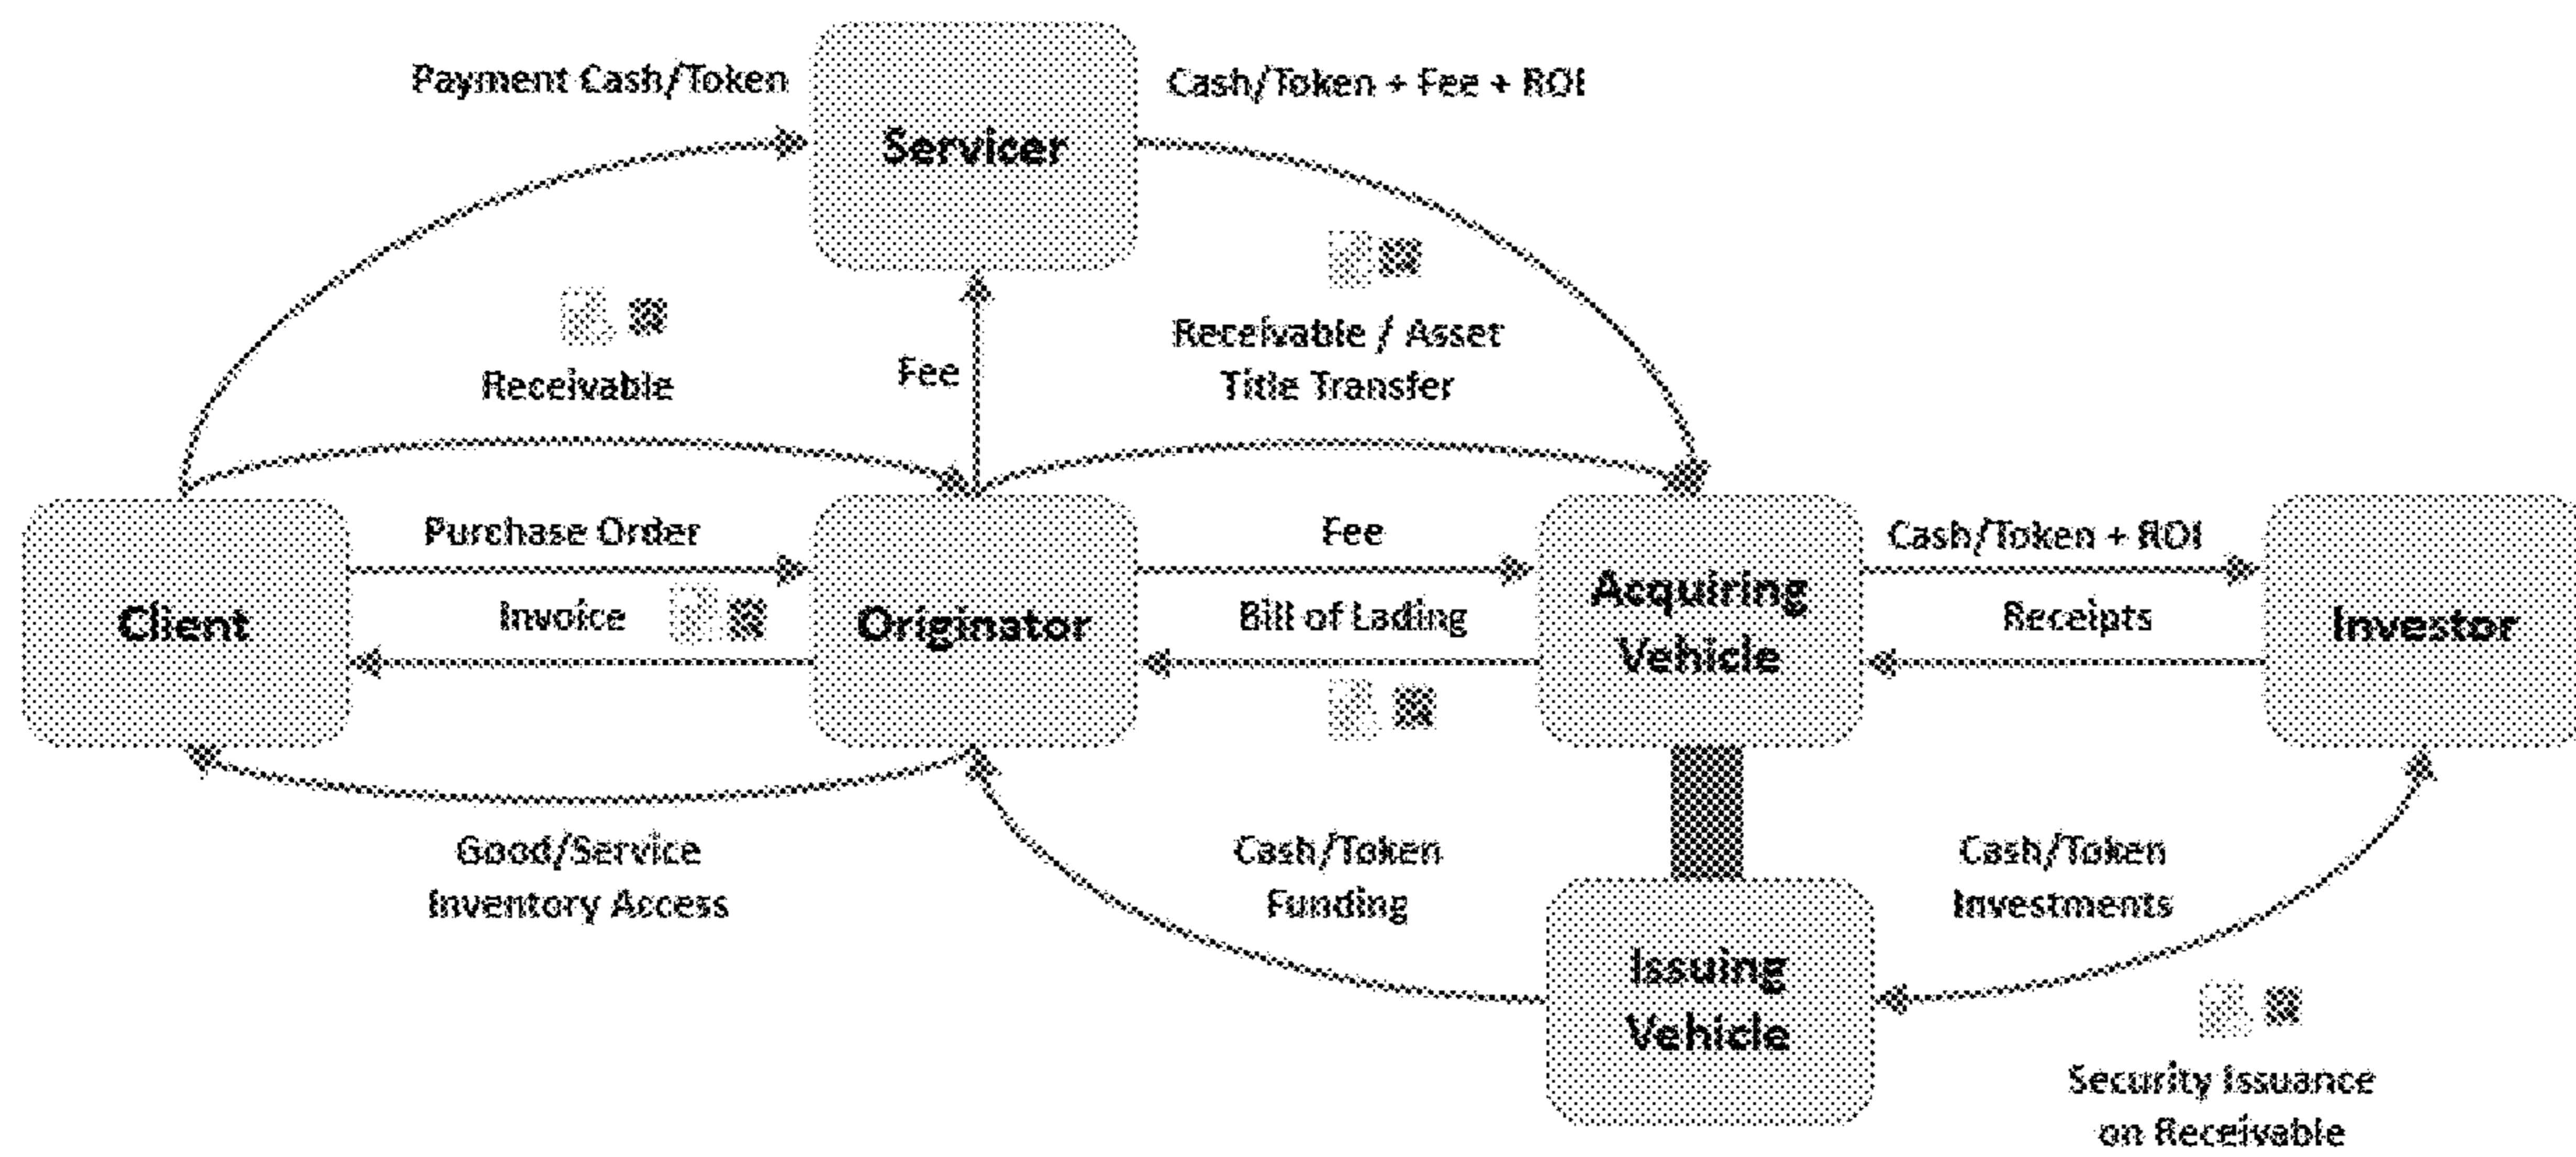 Payment Cash/Token
Cash/Token + Fee + ROI
Servicer
Receivable
Fee
Receivable / Asset
Title Transfer
Purchase Order
Fee
Cash/Token + ROI
Client
Invoice
Originator
Bill of Lading
Acquiring
Vehicle
Receipts
Investor
Good/Service
Inventory Access
Cash/Token
Funding
Cash/Token
Investments
Issuing
Vehicle
Security Issuance
on Receivable